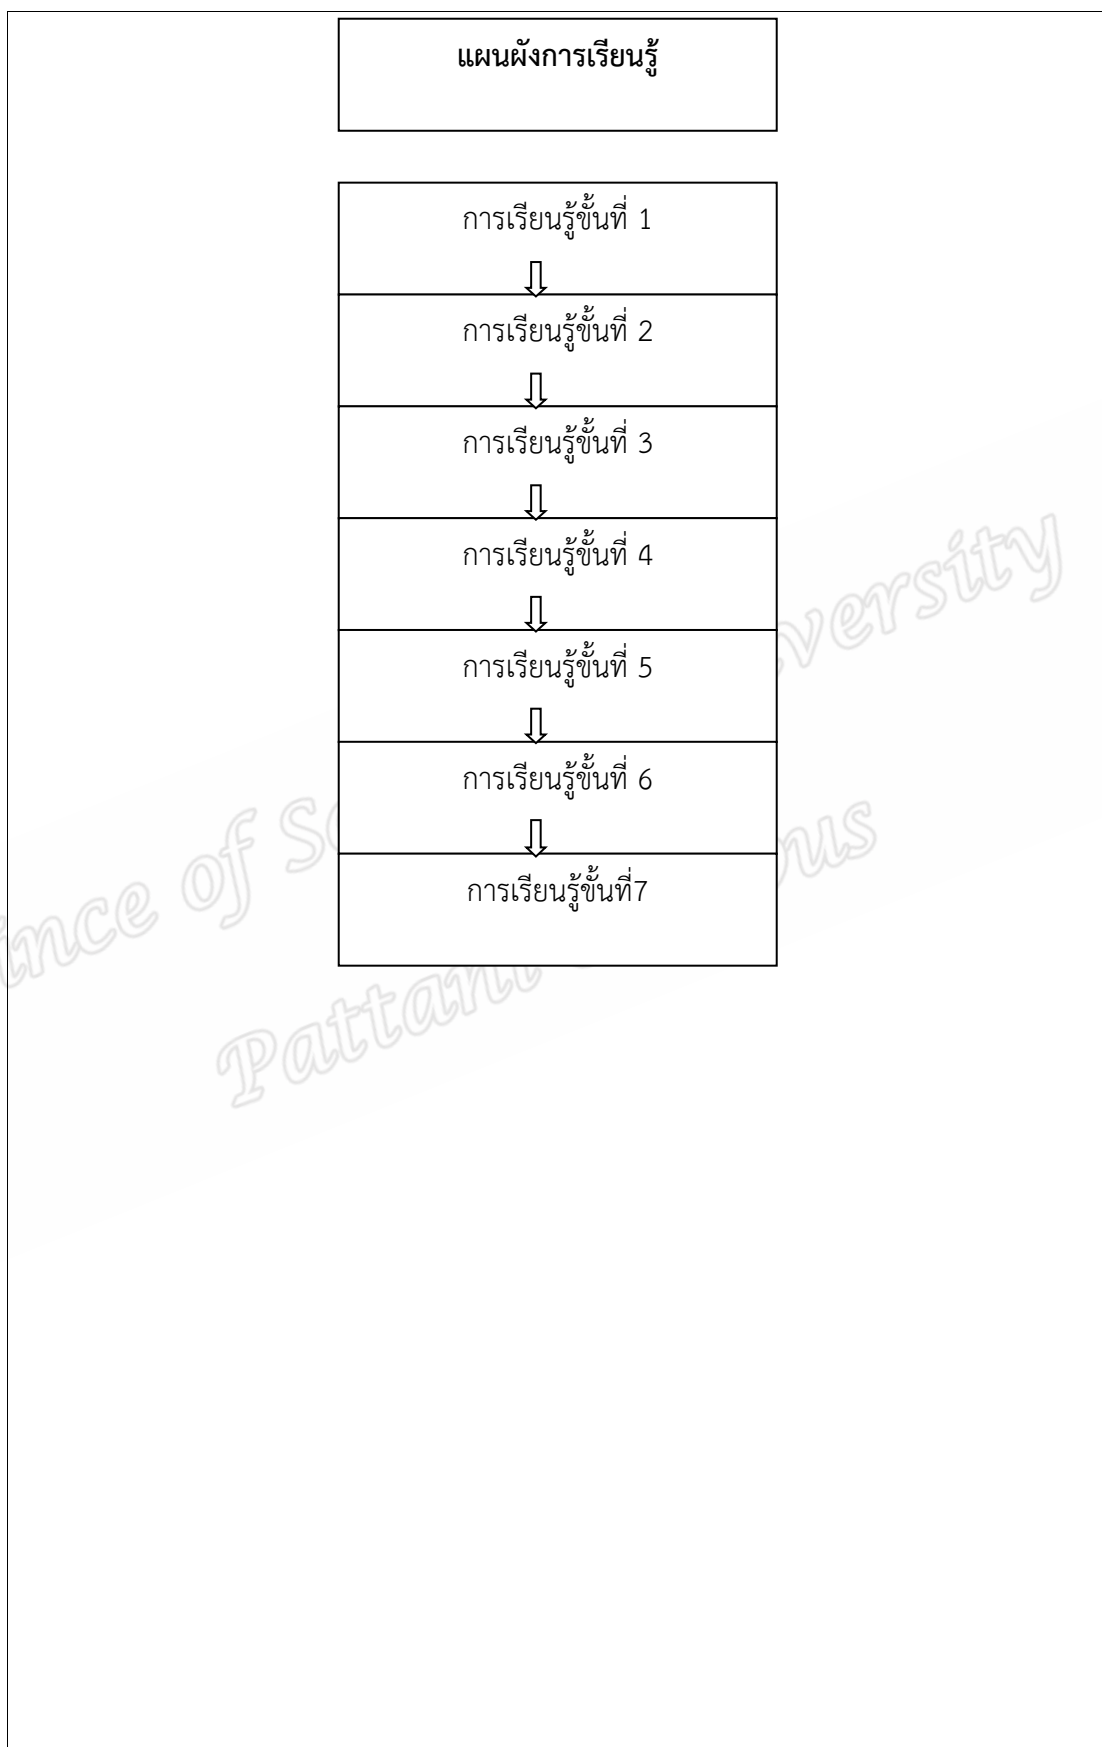 แผนผังการเรียนรู้
การเรียนรู้ขั้นที่ 1
การเรียนรู้ขั้นที่ 2
การเรียนรู้ขั้นที่ 3
การเรียนรู้ขั้นที่ 4
การเรียนรู้ขั้นที่ 5
การเรียนรู้ขั้นที่ 6
การเรียนรู้ขั้นที่7
of
Pattani